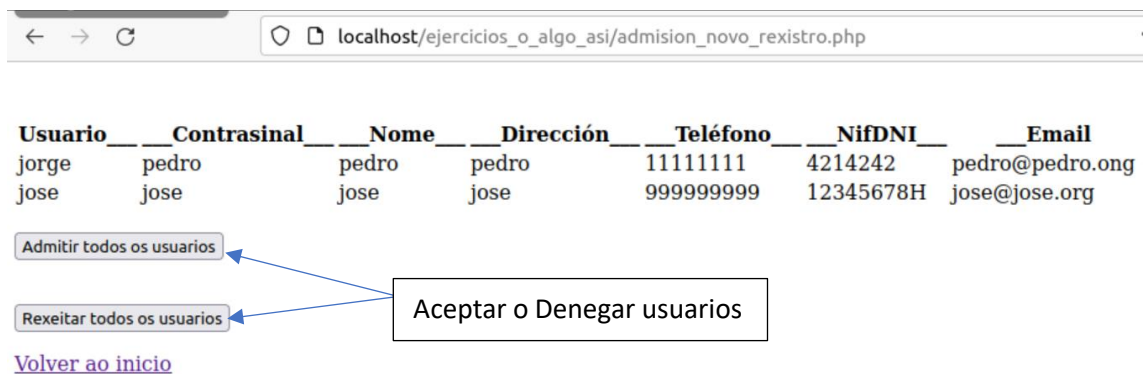 localhost/ejercicios_o_algo_asi/admision_novo_rexistro.php
Usuario___ ___Contrasinal___ ___Nome___ ___Dirección___ ___Teléfono___ ___NifDNI___ ___Email
jorge pedro pedro pedro 11111111 4214242 pedro@pedro.ong
jose jose jose jose 999999999 12345678H jose@jose.org
Admitir todos os usuarios
Aceptar o Denegar usuarios
Rexeitar todos os usuarios
Volver ao inicio